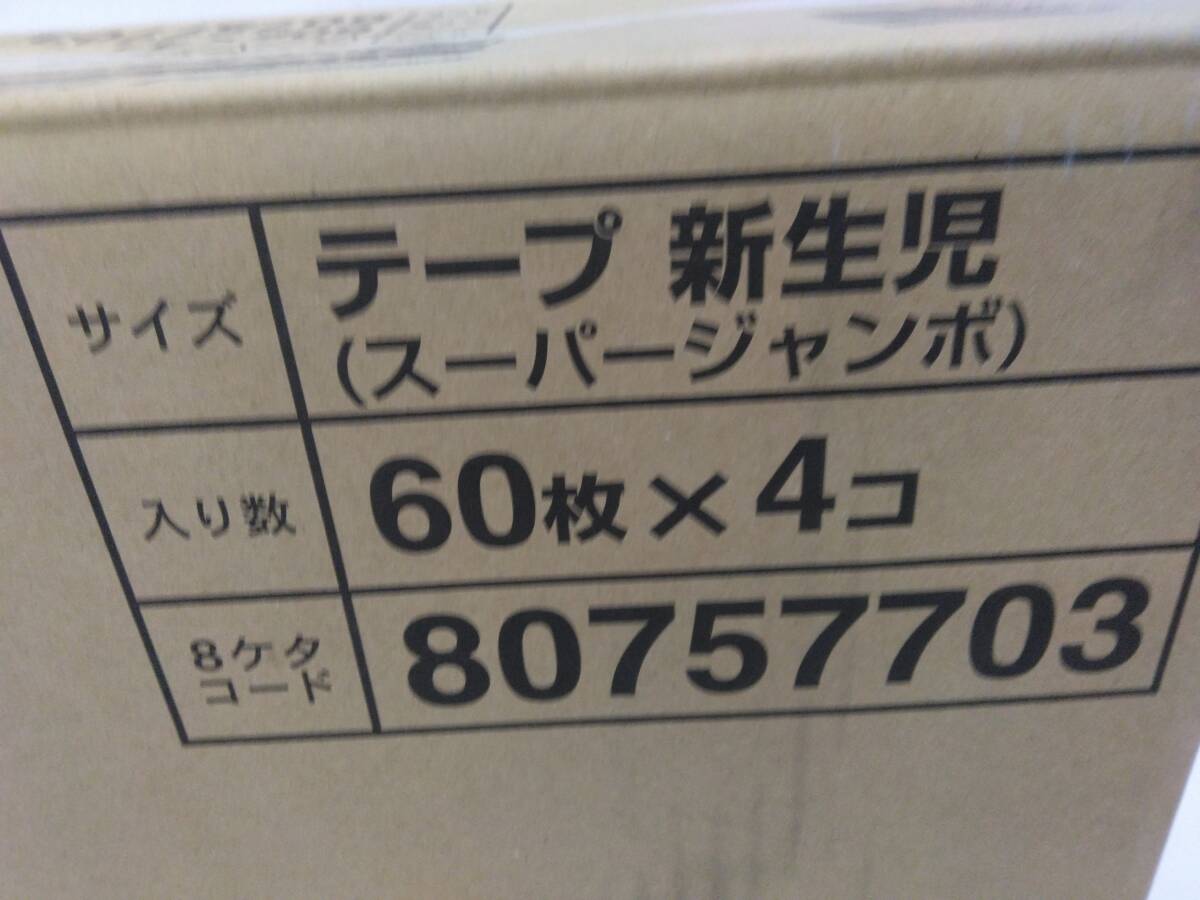 サイズ
テープ 新生児
(スーパージャンボ)
入り数
60枚×4コ
8ケタ
コード
80757703